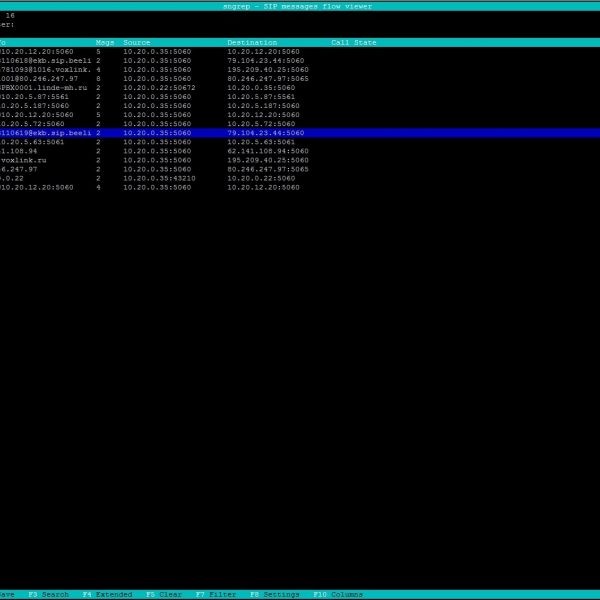 sngrep - SIP messages flow viewer
16
er:
To Msgs Source Destination Call State
@10.20.12.20:5060 5 10.20.0.35:5060 10.20.12.20:5060
8110618@ekb.sip.beeli 2 10.20.0.35:5060 79.104.23.44:5060
5781093@1016.voxlink. 4 10.20.0.35:5060 195.209.40.25:5060
1001@80.246.247.97 8 10.20.0.35:5060 80.246.247.97:5065
SPBX0001.linde-mh.ru 2 10.20.0.22:50672 10.20.0.35:5060
@10.20.5.87:5561 2 10.20.0.35:5060 10.20.5.87:5561
10.20.5.187:5060 2 10.20.0.35:5060 10.20.5.187:5060
@10.20.12.20:5060 5 10.20.0.35:5060 10.20.12.20:5060
10.20.5.72:5060 2 10.20.0.35:5060 10.20.5.72:5060
8110619@ekb.sip.beeli 2 10.20.0.35:5060 79.104.23.44:5060
10.20.5.63:5061 2 10.20.0.35:5060 10.20.5.63:5061
41.108.94 2 10.20.0.35:5060 62.141.108.94:5060
voxlink.ru 2 10.20.0.35:5060 195.209.40.25:5060
46.247.97 2 10.20.0.35:5060 80.246.247.97:5065
0.0.22 2 10.20.0.35:43210 10.20.0.22:5060
@10.20.12.20:5060 4 10.20.0.35:5060 10.20.12.20:5060
Save F3 Search F4 Extended F5 Clear F7 Filter F8 Settings F10 Columns